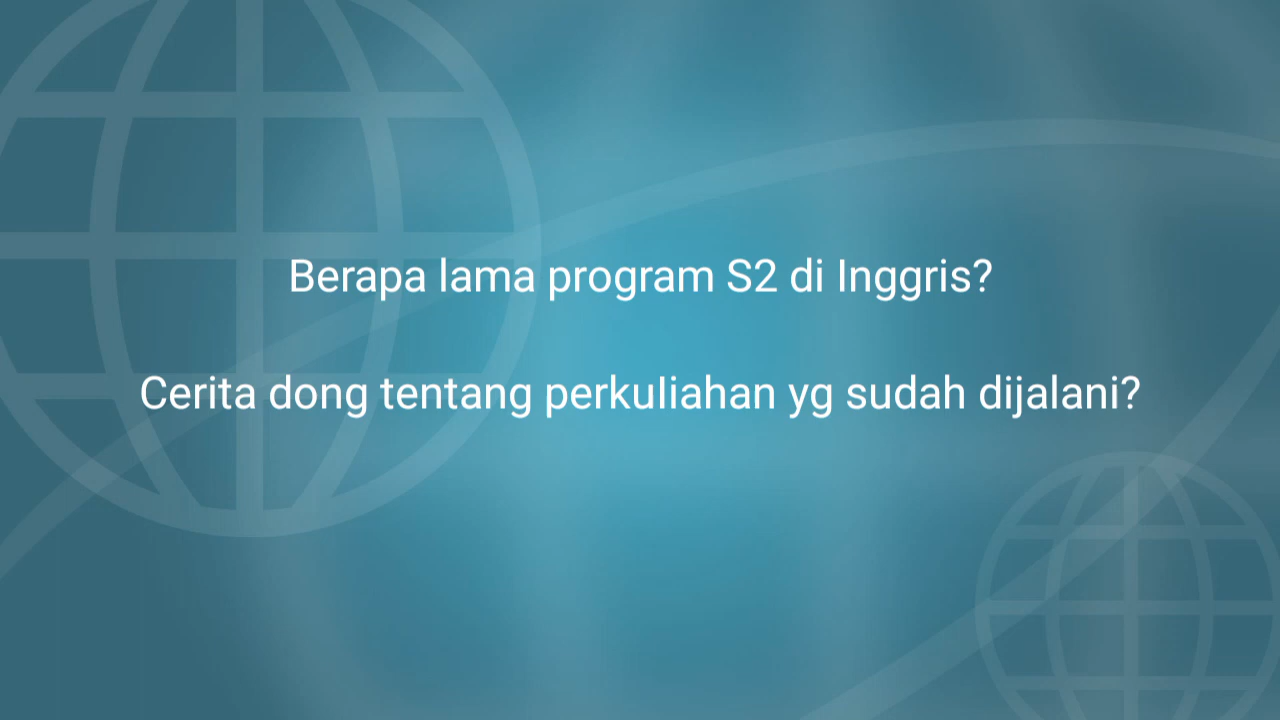 Berapa lama program S2 di Inggris?
Cerita dong tentang perkuliahan yg sudah dijalani?